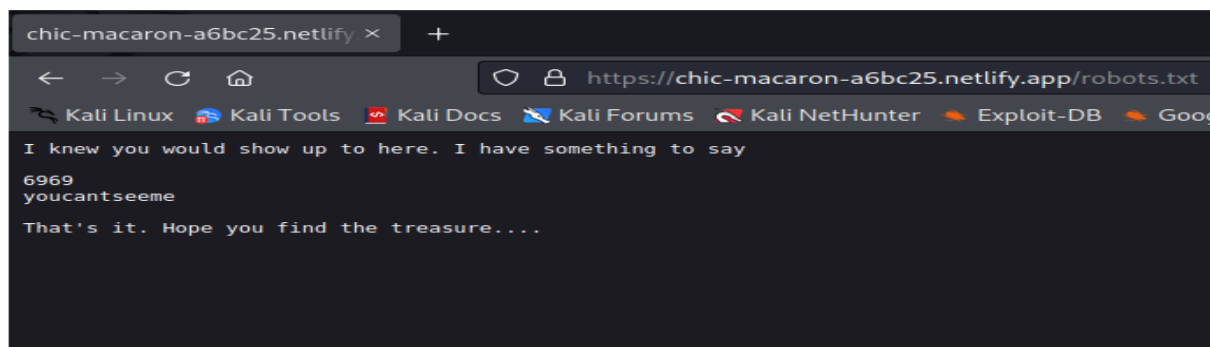 chic-macaron-a6bc25.netlify.
https://chic-macaron-a6bc25.netlify.app/robots.txt
Kali Linux Kali Tools Kali Docs Kali Forums Kali NetHunter Exploit-DB Goog
I knew you would show up to here. I have something to say
6969
youcantseeme
That's it. Hope you find the treasure....